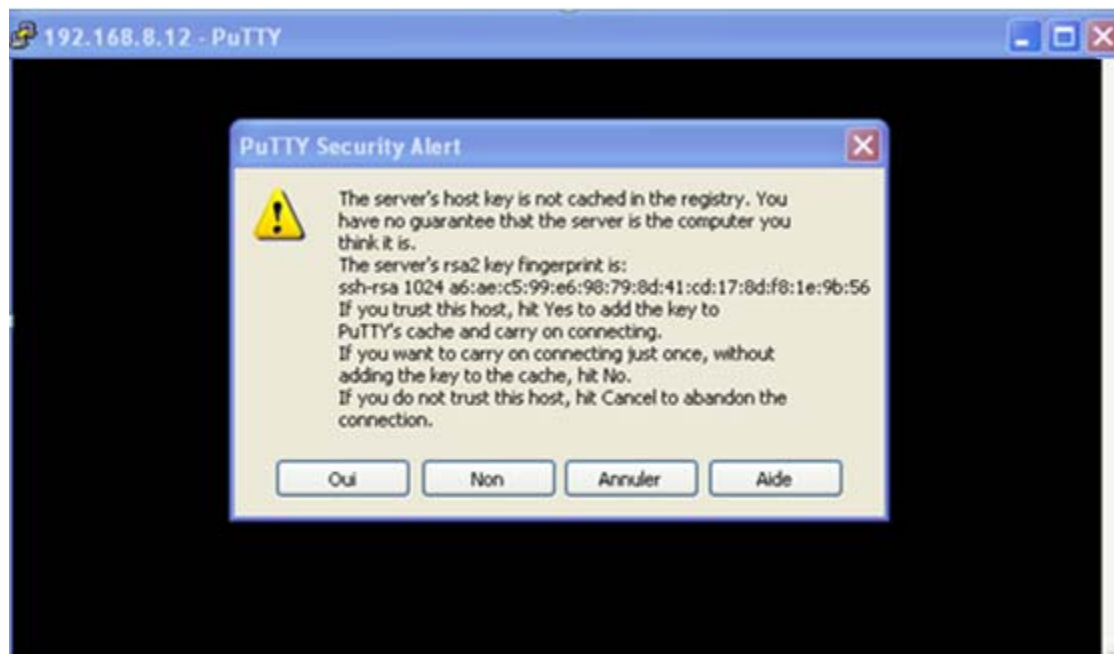 192.168.8.12 - PuTTY
PuTTY Security Alert
The server's host key is not cached in the registry. You
have no guarantee that the server is the computer you
think it is.
The server's rsa2 key fingerprint is:
ssh-rsa 1024 a6:ae:c5:99:e6:98:79:8d:41:cd:17:8d:f8:1e:9b:56
If you trust this host, hit Yes to add the key to
PuTTY's cache and carry on connecting.
If you want to carry on connecting just once, without
adding the key to the cache, hit No.
If you do not trust this host, hit Cancel to abandon the
connection.
Oui Non Annuler Aide